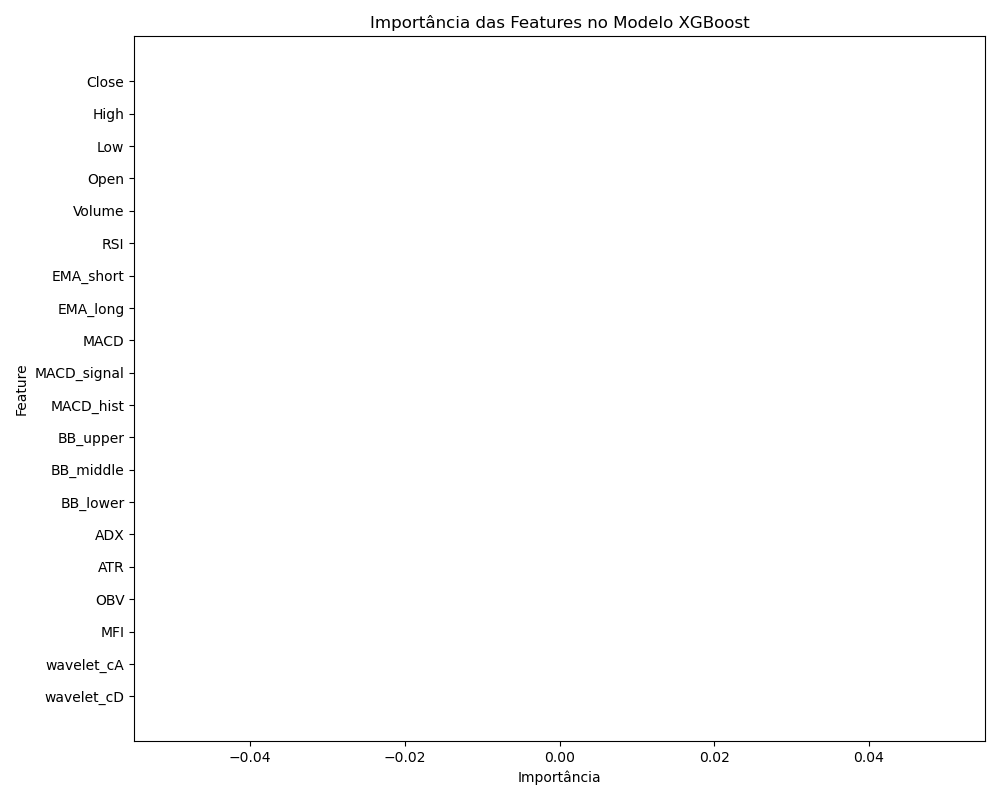 Importância das Features no Modelo XGBoost
Close
High
Low
Open
Volume
RSI
EMA_short
EMA_long
MACD
MACD_signal
MACD_hist
BB_upper
BB_middle
BB_lower
ADX
ATR
OBV
MFI
wavelet_cA
wavelet_cD
Feature
−0.04
−0.02
0.00
0.02
0.04
Importância